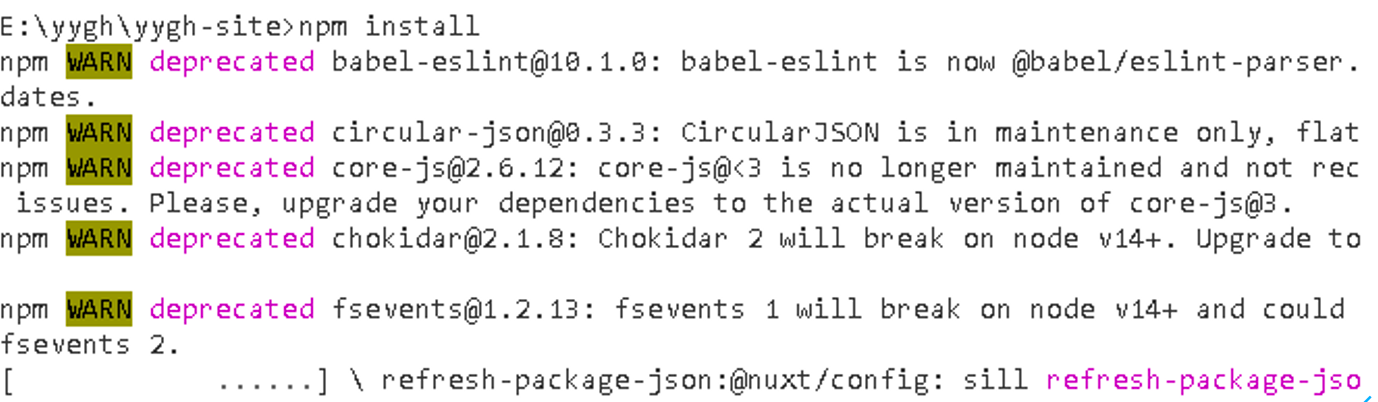 E:\yygh\yygh-site>npm install
npm WARN deprecated babel-eslint@10.1.0: babel-eslint is now @babel/eslint-parser.
dates.
npm WARN deprecated circular-json@0.3.3: CircularJSON is in maintenance only, flat
npm WARN deprecated core-js@2.6.12: core-js@<3 is no longer maintained and not rec
issues. Please, upgrade your dependencies to the actual version of core-js@3.
npm WARN deprecated chokidar@2.1.8: Chokidar 2 will break on node v14+. Upgrade to
npm WARN deprecated fsevents@1.2.13: fsevents 1 will break on node v14+ and could
fsevents 2.
[            ......] \ refresh-package-json:@nuxt/config: sill refresh-package-jso